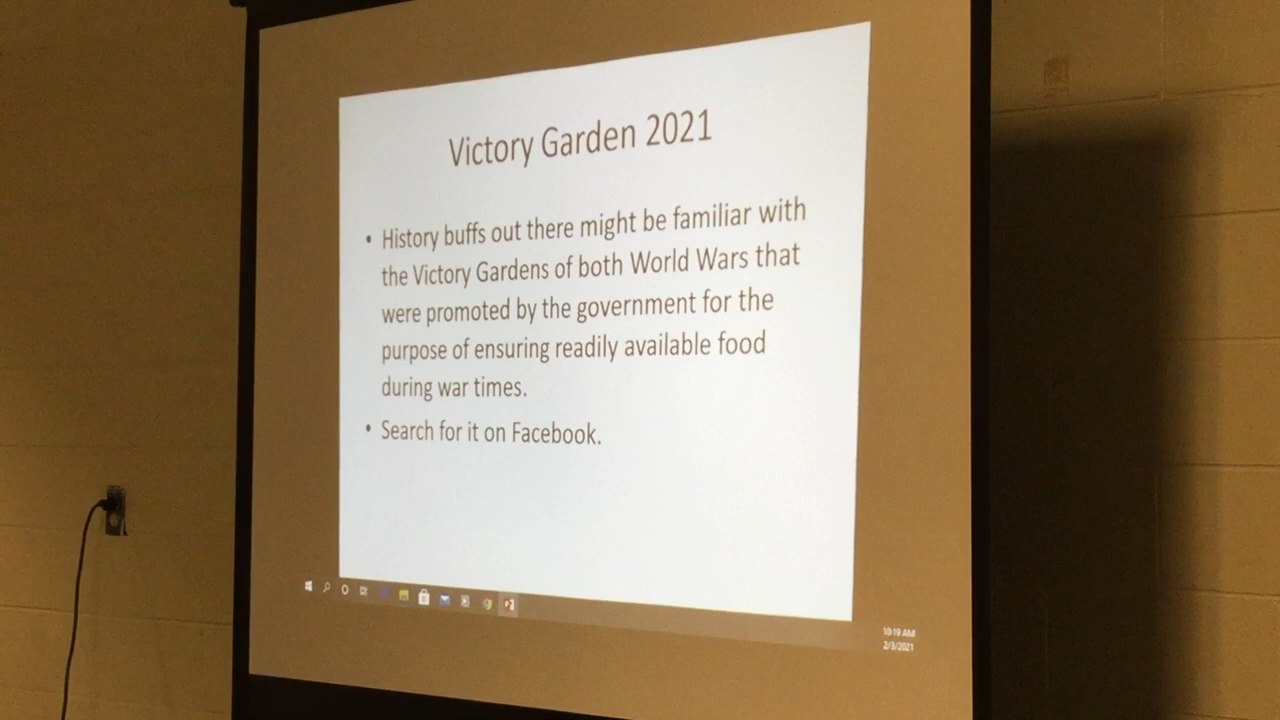 Victory Garden 2021
• History buffs out there might be familiar with
the Victory Gardens of both World Wars that
were promoted by the government for the
purpose of ensuring readily available food
during war times.
• Search for it on Facebook.
10:19 AM
2/3/2021